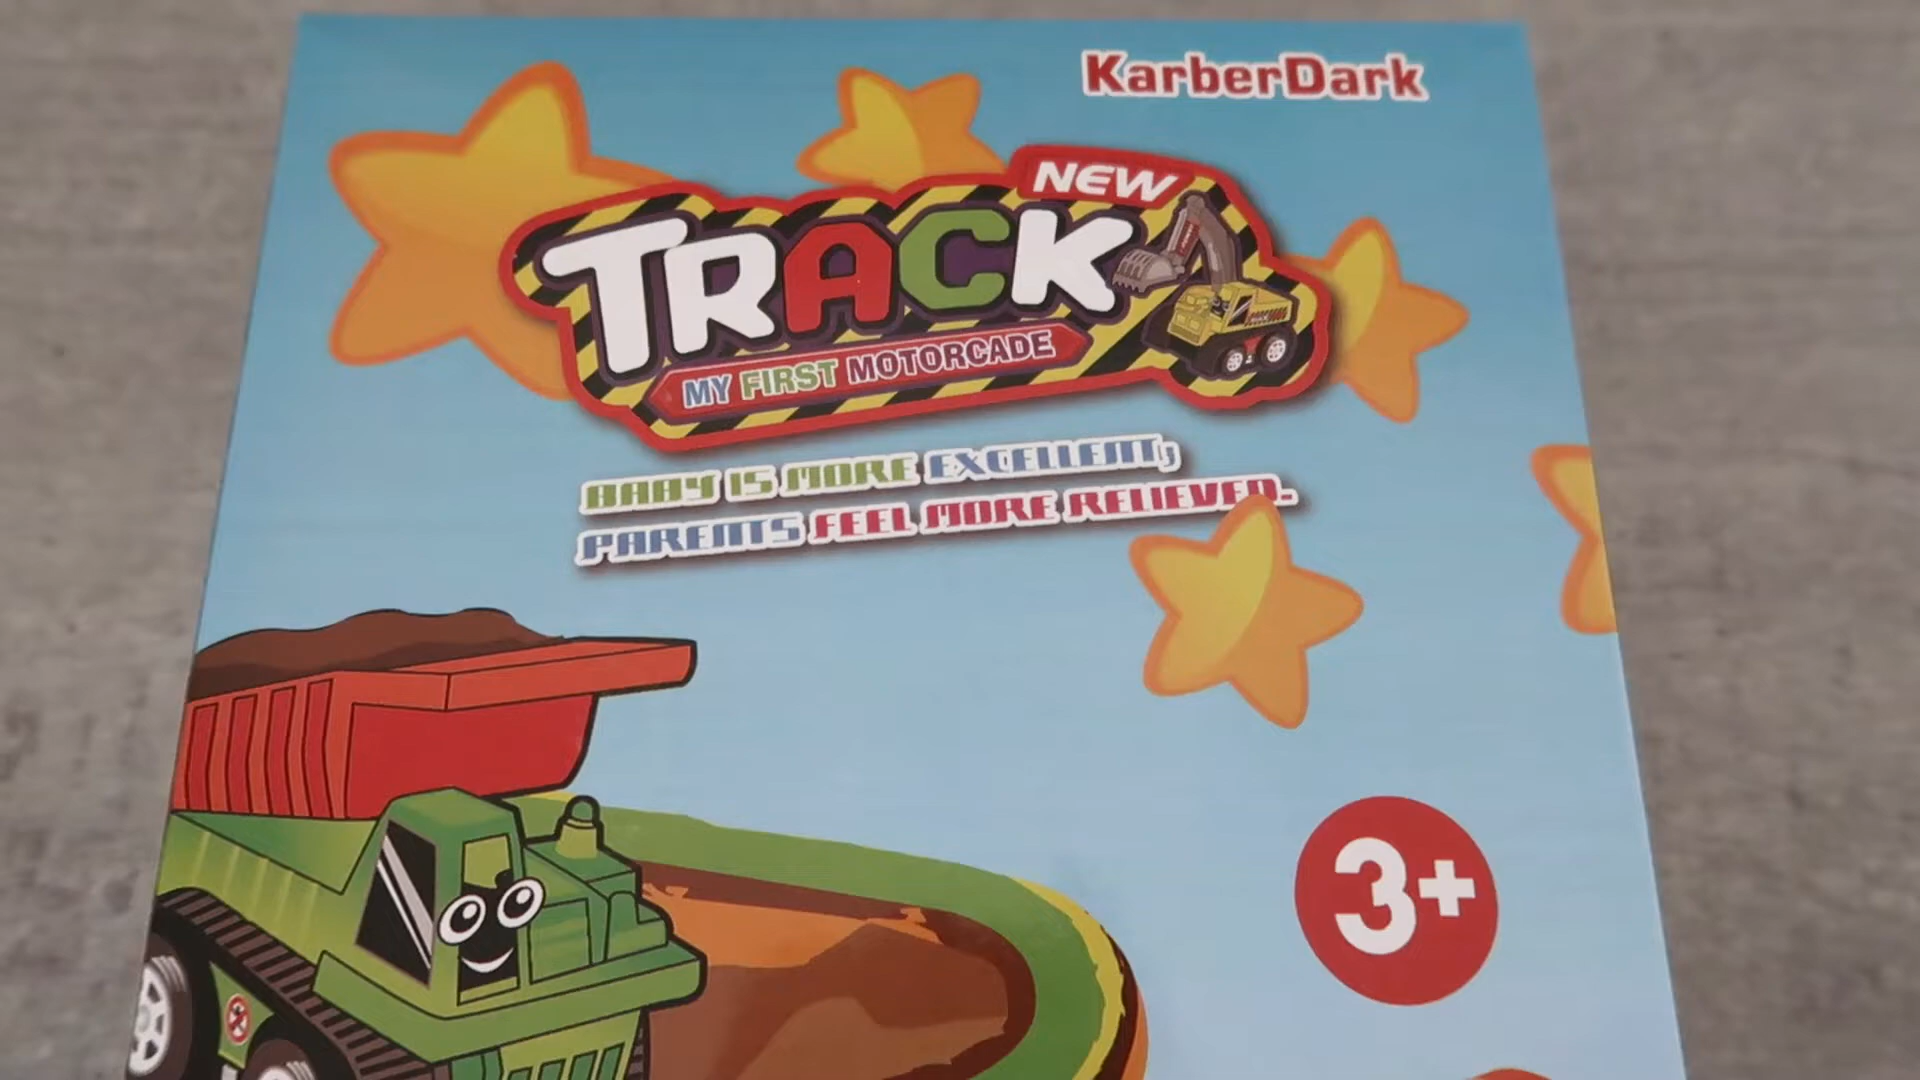 KarberDark
NEW
TRACK
MY FIRST MOTORCADE
BABY IS MORE EXCELLENT,
PARENTS FEEL MORE RELIEVED.
3+